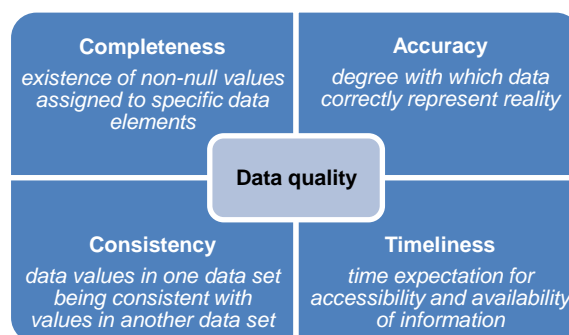 Completeness
existence of non-null values
assigned to specific data
elements
Accuracy
degree with which data
correctly represent reality
Data quality
Consistency
data values in one data set
being consistent with
values in another data set
Timeliness
time expectation for
accessibility and availability
of information